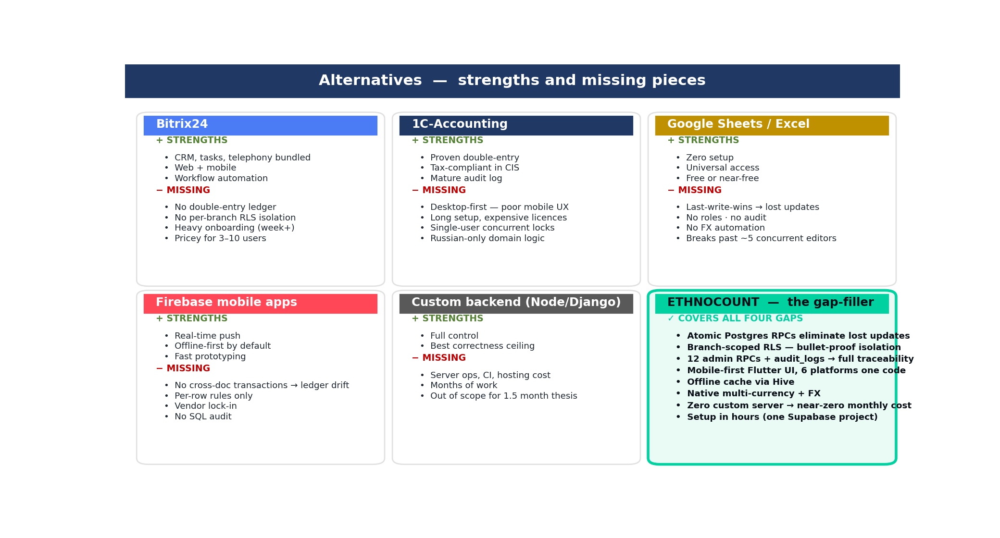 Alternatives — strengths and missing pieces
Bitrix24
+ STRENGTHS
• CRM, tasks, telephony bundled
• Web + mobile
• Workflow automation
− MISSING
• No double-entry ledger
• No per-branch RLS isolation
• Heavy onboarding (week+)
• Pricey for 3–10 users
1C-Accounting
+ STRENGTHS
• Proven double-entry
• Tax-compliant in CIS
• Mature audit log
− MISSING
• Desktop-first — poor mobile UX
• Long setup, expensive licences
• Single-user concurrent locks
• Russian-only domain logic
Google Sheets / Excel
+ STRENGTHS
• Zero setup
• Universal access
• Free or near-free
− MISSING
• Last-write-wins → lost updates
• No roles · no audit
• No FX automation
• Breaks past ~5 concurrent editors
Firebase mobile apps
+ STRENGTHS
• Real-time push
• Offline-first by default
• Fast prototyping
− MISSING
• No cross-doc transactions → ledger drift
• Per-row rules only
• Vendor lock-in
• No SQL audit
Custom backend (Node/Django)
+ STRENGTHS
• Full control
• Best correctness ceiling
− MISSING
• Server ops, CI, hosting cost
• Months of work
• Out of scope for 1.5 month thesis
ETHNOCOUNT — the gap-filler
✓ COVERS ALL FOUR GAPS
• Atomic Postgres RPCs eliminate lost updates
• Branch-scoped RLS — bullet-proof isolation
• 12 admin RPCs + audit_logs → full traceability
• Mobile-first Flutter UI, 6 platforms one code
• Offline cache via Hive
• Native multi-currency + FX
• Zero custom server → near-zero monthly cost
• Setup in hours (one Supabase project)